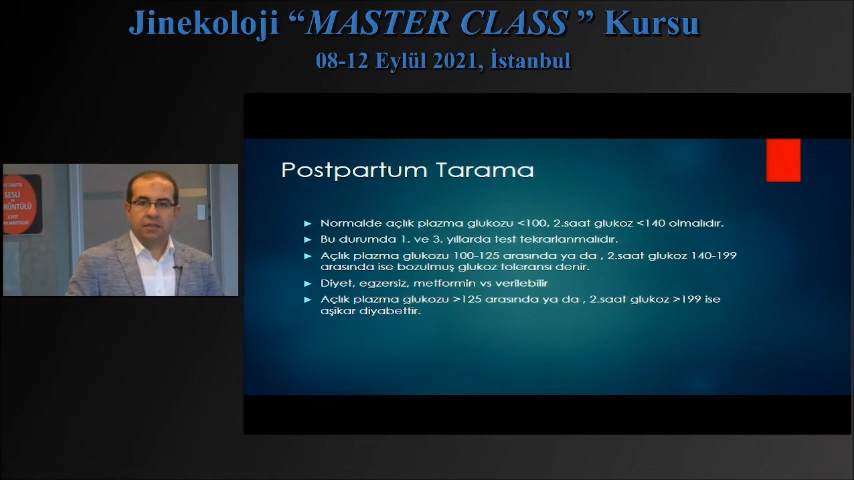 Jinekoloji “MASTER CLASS ” Kursu
08-12 Eylül 2021, İstanbul
SESLİ
Postpartum Tarama
Normalde açlık plazma glukozu <100, 2.saat glukoz <140 olmalıdır.
Bu durumda 1. ve 3. yıllarda test tekrarlanmalıdır.
Açlık plazma glukozu 100-125 arasında ya da , 2.saat glukoz 140-199
arasında ise bozulmuş glukoz toleransı denir.
Diyet, egzersiz, metformin vs verilebilir
Açlık plazma glukozu >125 arasında ya da , 2.saat glukoz >199 ise
aşikar diyabettir.